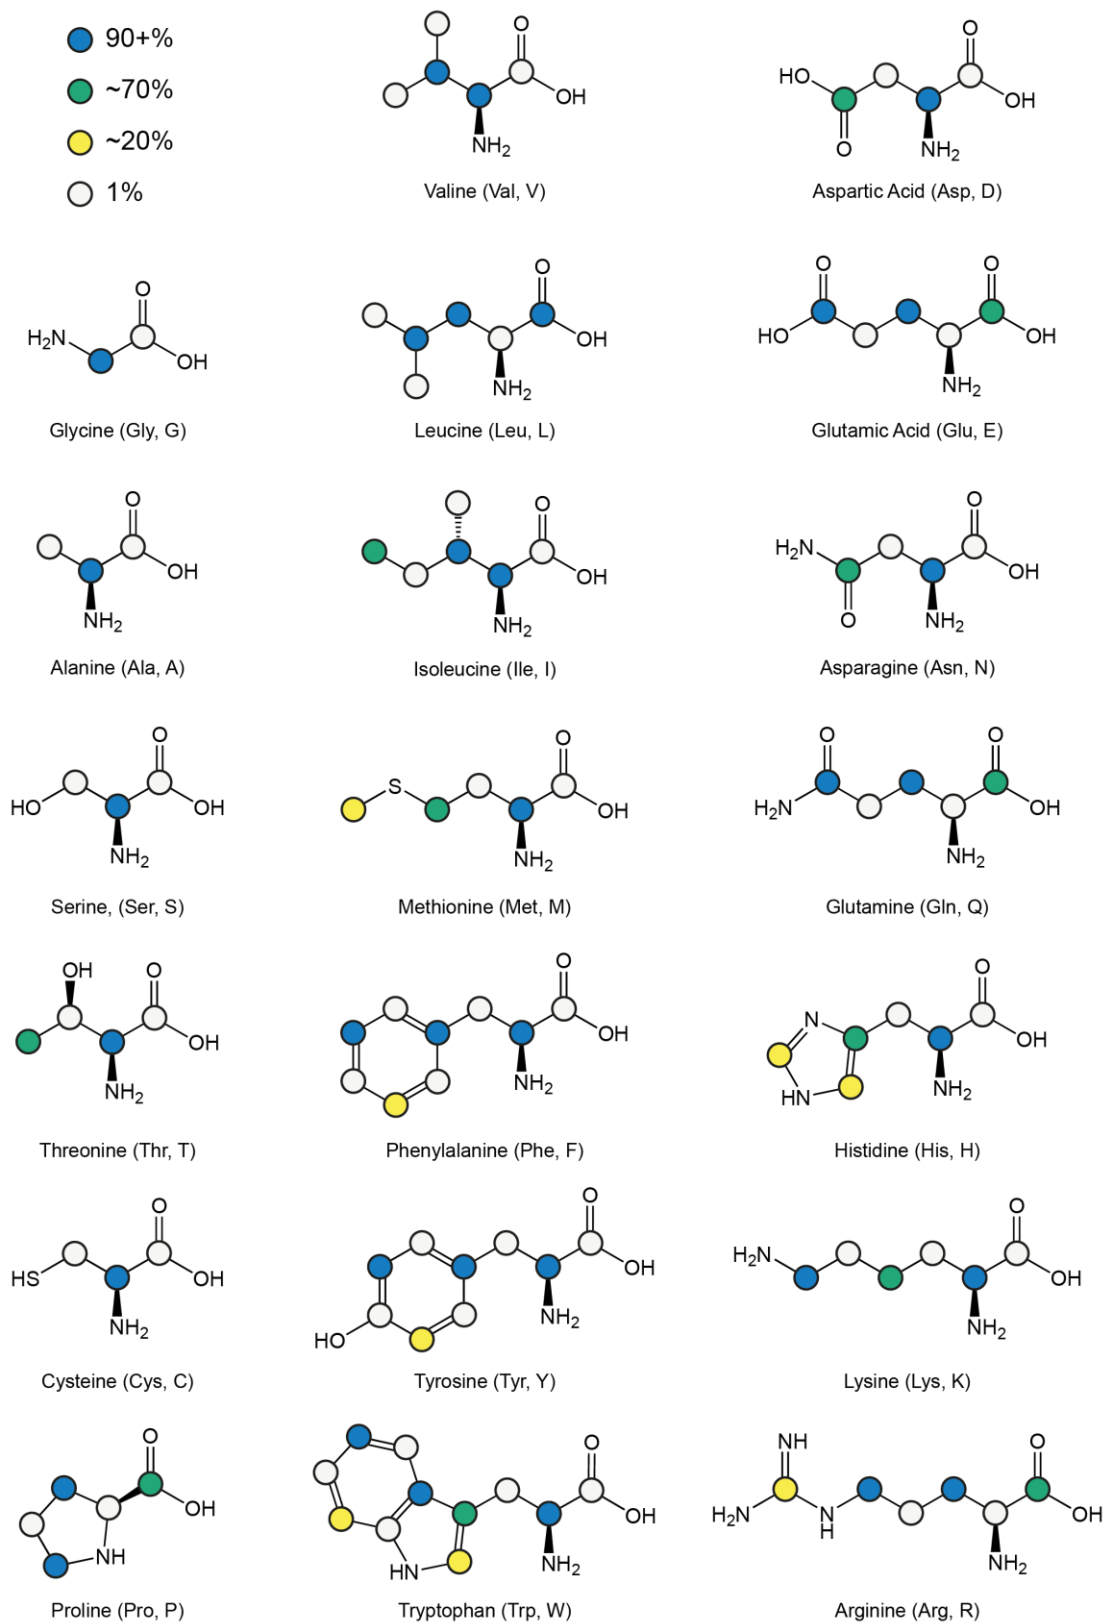 90+%
~70%
~20%
1%
O
OH
NH2
Valine (Val, V)
O
HO
OH
O
NH2
Aspartic Acid (Asp, D)
O
H2N
OH
Glycine (Gly, G)
O
OH
NH2
Leucine (Leu, L)
O
O
HO
OH
NH2
Glutamic Acid (Glu, E)
O
OH
NH2
Alanine (Ala, A)
O
OH
NH2
Isoleucine (Ile, I)
O
H2N
OH
O
NH2
Asparagine (Asn, N)
O
HO
OH
NH2
Serine, (Ser, S)
O
S
OH
NH2
Methionine (Met, M)
O
O
H2N
OH
NH2
Glutamine (Gln, Q)
OH
O
OH
NH2
Threonine (Thr, T)
O
OH
NH2
Phenylalanine (Phe, F)
O
N
OH
HN
NH2
Histidine (His, H)
O
HS
OH
NH2
Cysteine (Cys, C)
O
OH
NH2
HO
Tyrosine (Tyr, Y)
O
H2N
OH
NH2
Lysine (Lys, K)
O
OH
NH
Proline (Pro, P)
O
OH
NH2
HN
Tryptophan (Trp, W)
NH
O
H2N
N
H
OH
NH2
Arginine (Arg, R)